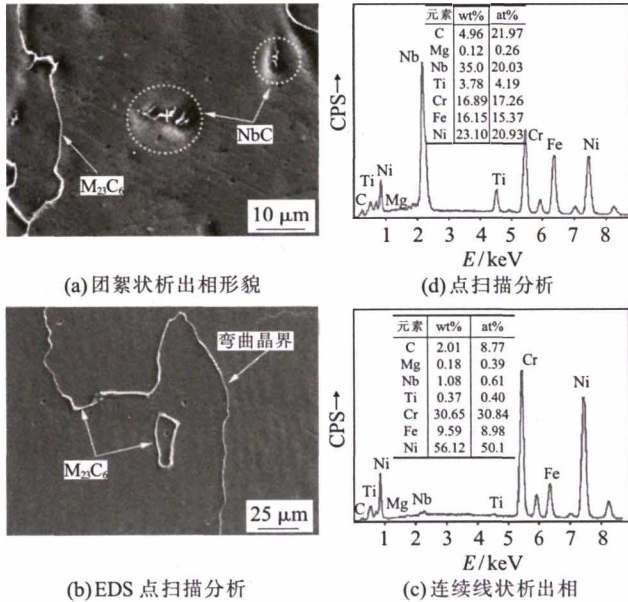 NbC
M₂₃C₆
10 μm
(a)团絮状析出相形貌
元素 wt% at%
C 4.96 21.97
Mg 0.12 0.26
Nb 35.0 20.03
Ti 3.78 4.19
Cr 16.89 17.26
Fe 16.15 15.37
Ni 23.10 20.93
CPS→
Nb
Cr
Fe
Ni
Ni
Ti
Ti
C
Mg
1 2 3 4 5 6 7 8
E/keV
(d)点扫描分析
弯曲晶界
M₂₃C₆
25 μm
(b)EDS 点扫描分析
元素 wt% at%
C 2.01 8.77
Mg 0.18 0.39
Nb 1.08 0.61
Ti 0.37 0.40
Cr 30.65 30.84
Fe 9.59 8.98
Ni 56.12 50.1
CPS→
Cr
Ni
Ni
Ti
Fe
C
Mg
Nb
Ti
1 2 3 4 5 6 7 8
E/keV
(c)连续线状析出相